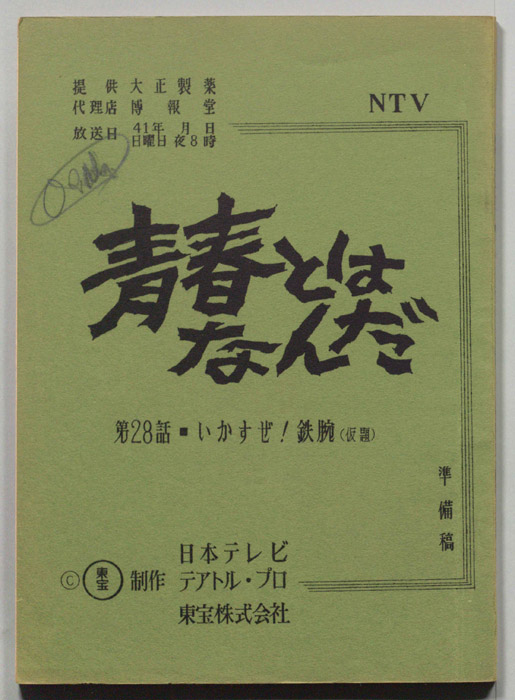 提供 大正製薬
代理店 博報堂
放送日 41年 月 日
日曜日 夜8時
NTV
青春とは
なんだ
第28話■いかすぜ!鉄腕(仮題)
準備稿
日本テレビ
©東宝 制作 テアトル・プロ
東宝株式会社